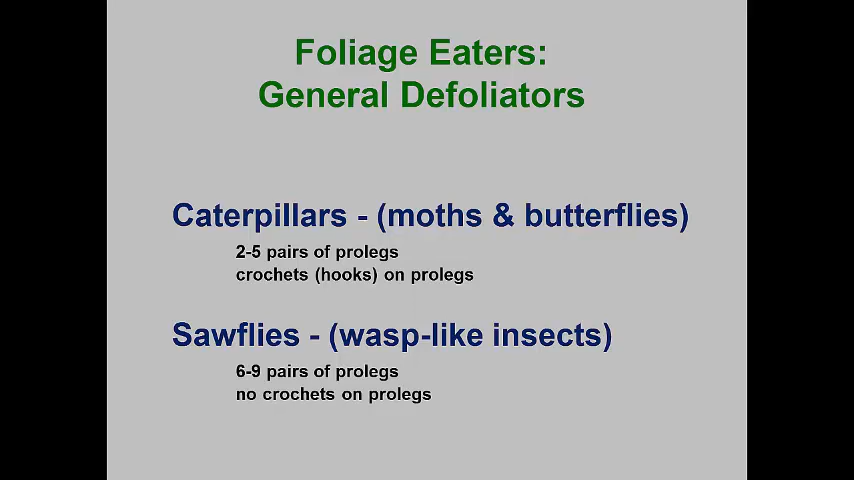 Foliage Eaters:
General Defoliators
Caterpillars - (moths & butterflies)
2-5 pairs of prolegs
crochets (hooks) on prolegs
Sawflies - (wasp-like insects)
6-9 pairs of prolegs
no crochets on prolegs